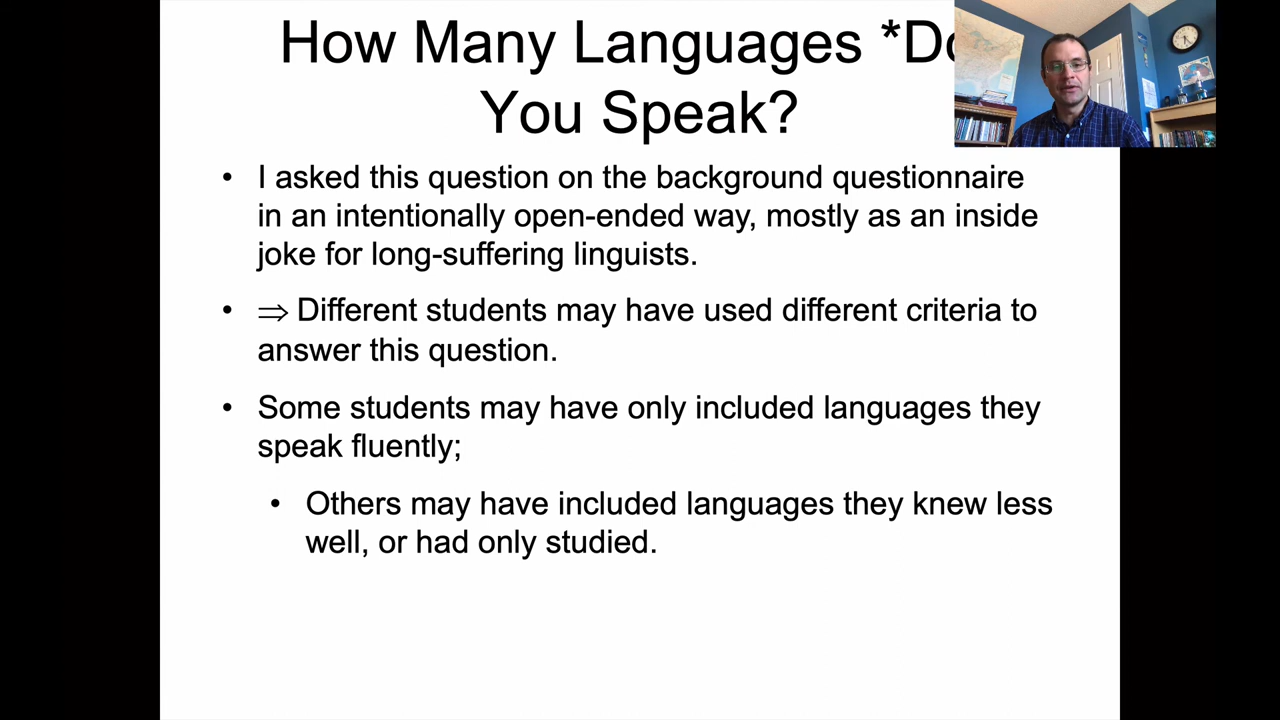 How Many Languages *Do
You Speak?
• I asked this question on the background questionnaire
in an intentionally open-ended way, mostly as an inside
joke for long-suffering linguists.
• ⇒ Different students may have used different criteria to
answer this question.
• Some students may have only included languages they
speak fluently;
• Others may have included languages they knew less
well, or had only studied.